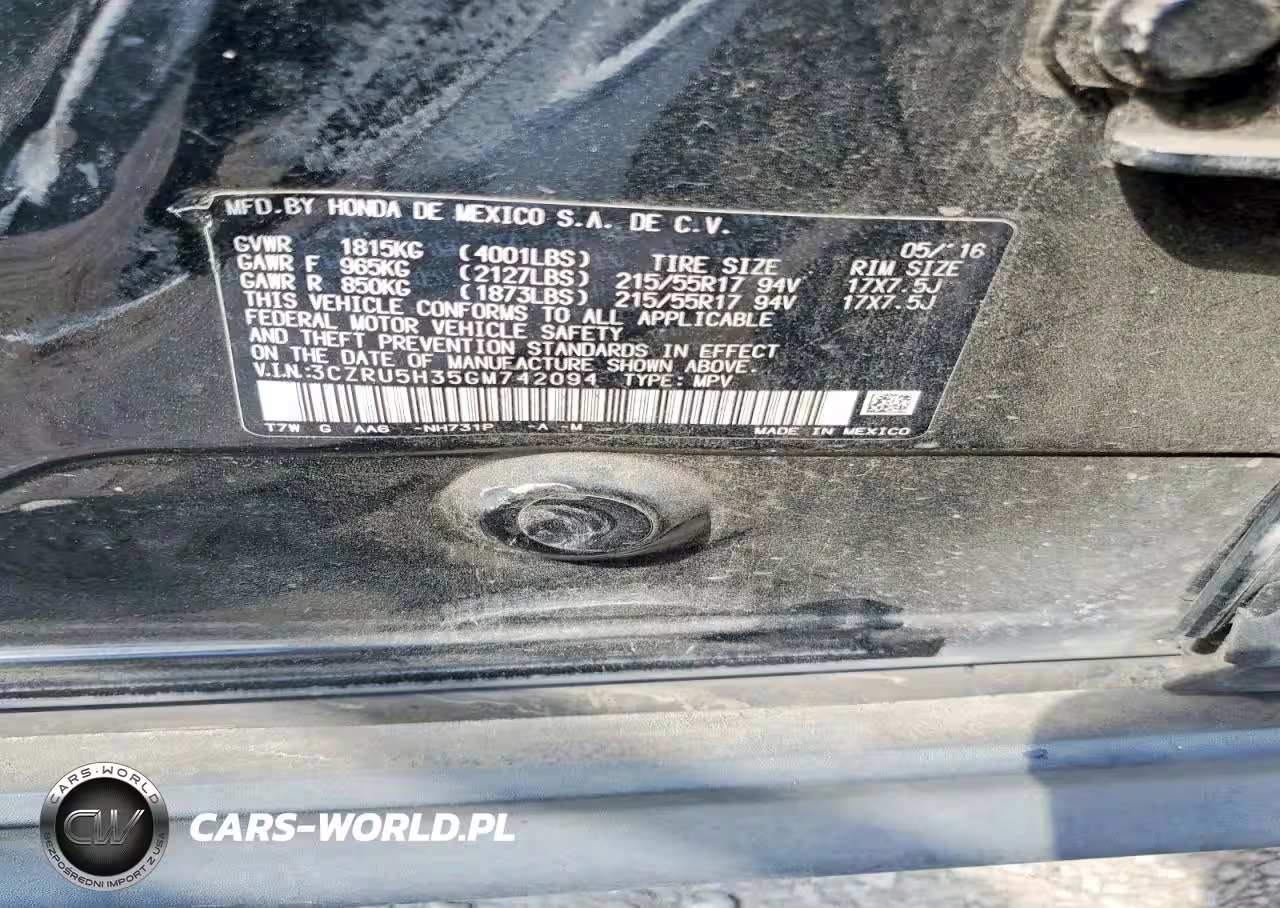 MFD.BY HONDA DE MEXICO S.A. DE C.V.
05/'16
GVWR 1815KG (4001LBS) TIRE SIZE RIM SIZE
GAWR F 965KG (2127LBS) 215/55R17 94V 17X7.5J
GAWR R 850KG (1873LBS) 215/55R17 94V 17X7.5J
THIS VEHICLE CONFORMS TO ALL APPLICABLE
FEDERAL MOTOR VEHICLE SAFETY
AND THEFT PREVENTION STANDARDS IN EFFECT
ON THE DATE OF MANUFACTURE SHOWN ABOVE.
V.I.N.:3CZRU5H35GM742094 TYPE: MPV
T7W G AA6 -NH731P -A -M MADE IN MEXICO
CARS-WORLD
CW
BEZPOŚREDNI IMPORT Z USA
CARS-WORLD.PL